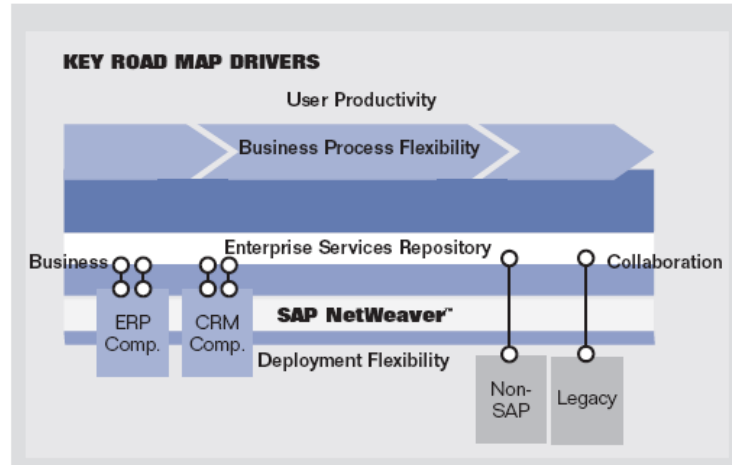 KEY ROAD MAP DRIVERS
User Productivity
Business Process Flexibility
Enterprise Services Repository
Business
Collaboration
SAP NetWeaver™
ERP
Comp.
CRM
Comp.
Deployment Flexibility
Non-
SAP
Legacy